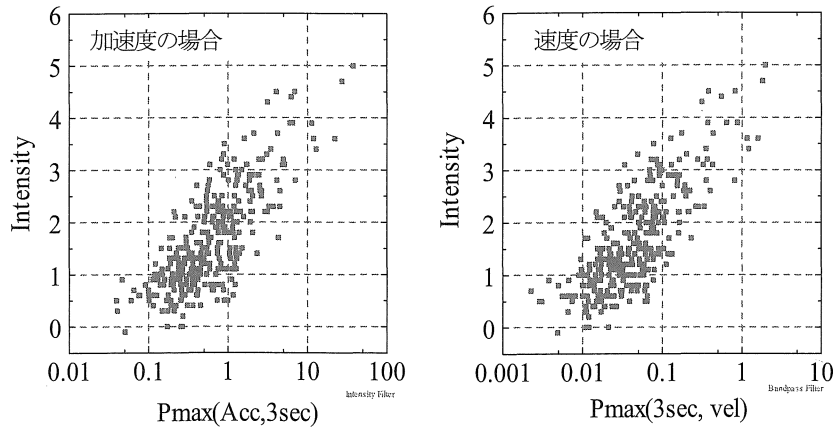 加速度の場合
Intensity
6
5
4
3
2
1
0
0.01 0.1 1 10 100
Intensity Filter
Pmax(Acc,3sec)
速度の場合
Intensity
6
5
4
3
2
1
0
0.001 0.01 0.1 1 10
Bandpass Filter
Pmax(3sec, vel)